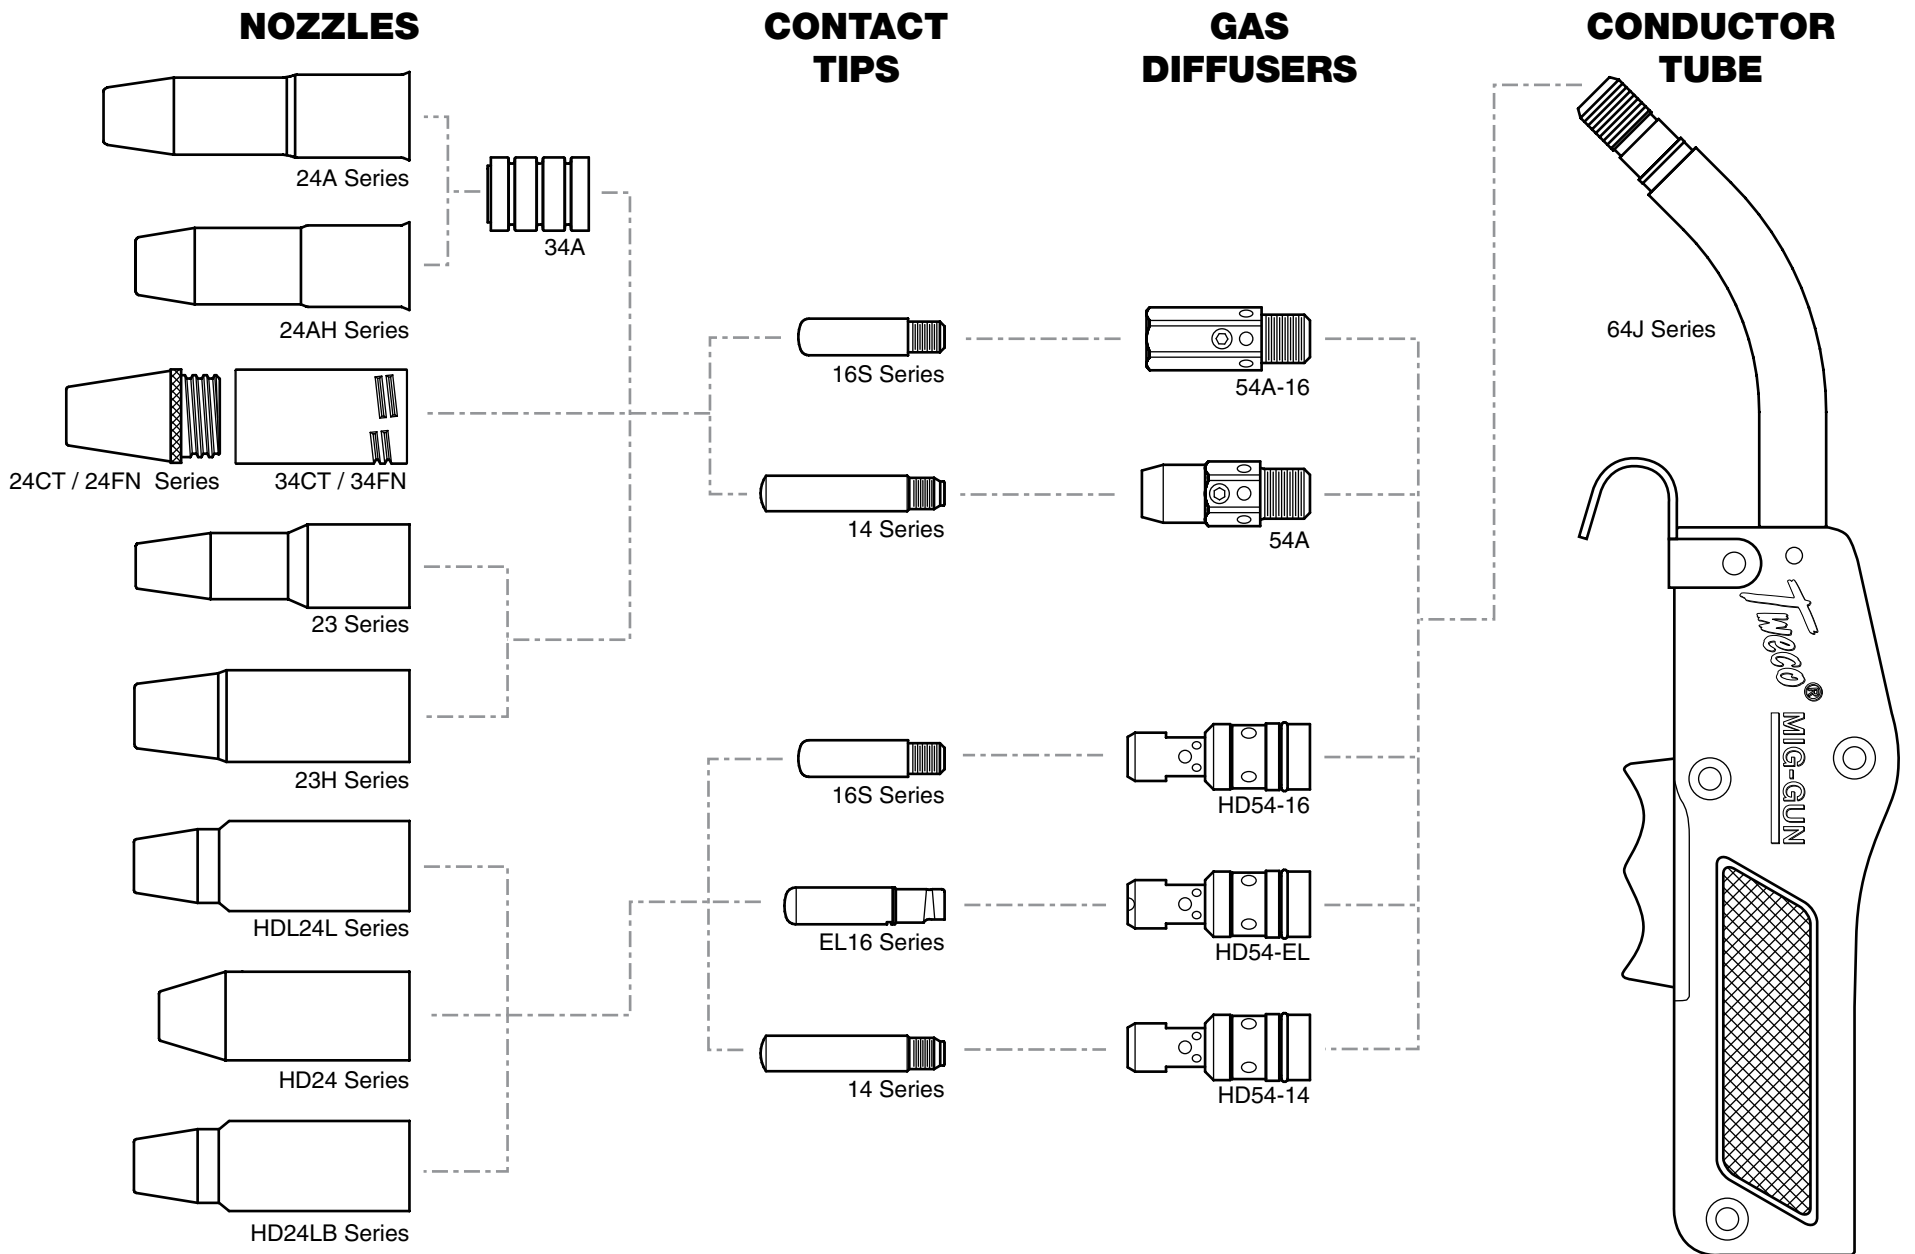 NOZZLES
CONTACT
TIPS
GAS
DIFFUSERS
CONDUCTOR
TUBE
24A Series
34A
24AH Series
24CT / 24FN Series
34CT / 34FN
23 Series
23H Series
HDL24L Series
HD24 Series
HD24LB Series
16S Series
14 Series
16S Series
EL16 Series
14 Series
54A-16
54A
HD54-16
HD54-EL
HD54-14
64J Series
Tweco®
MIG-GUN